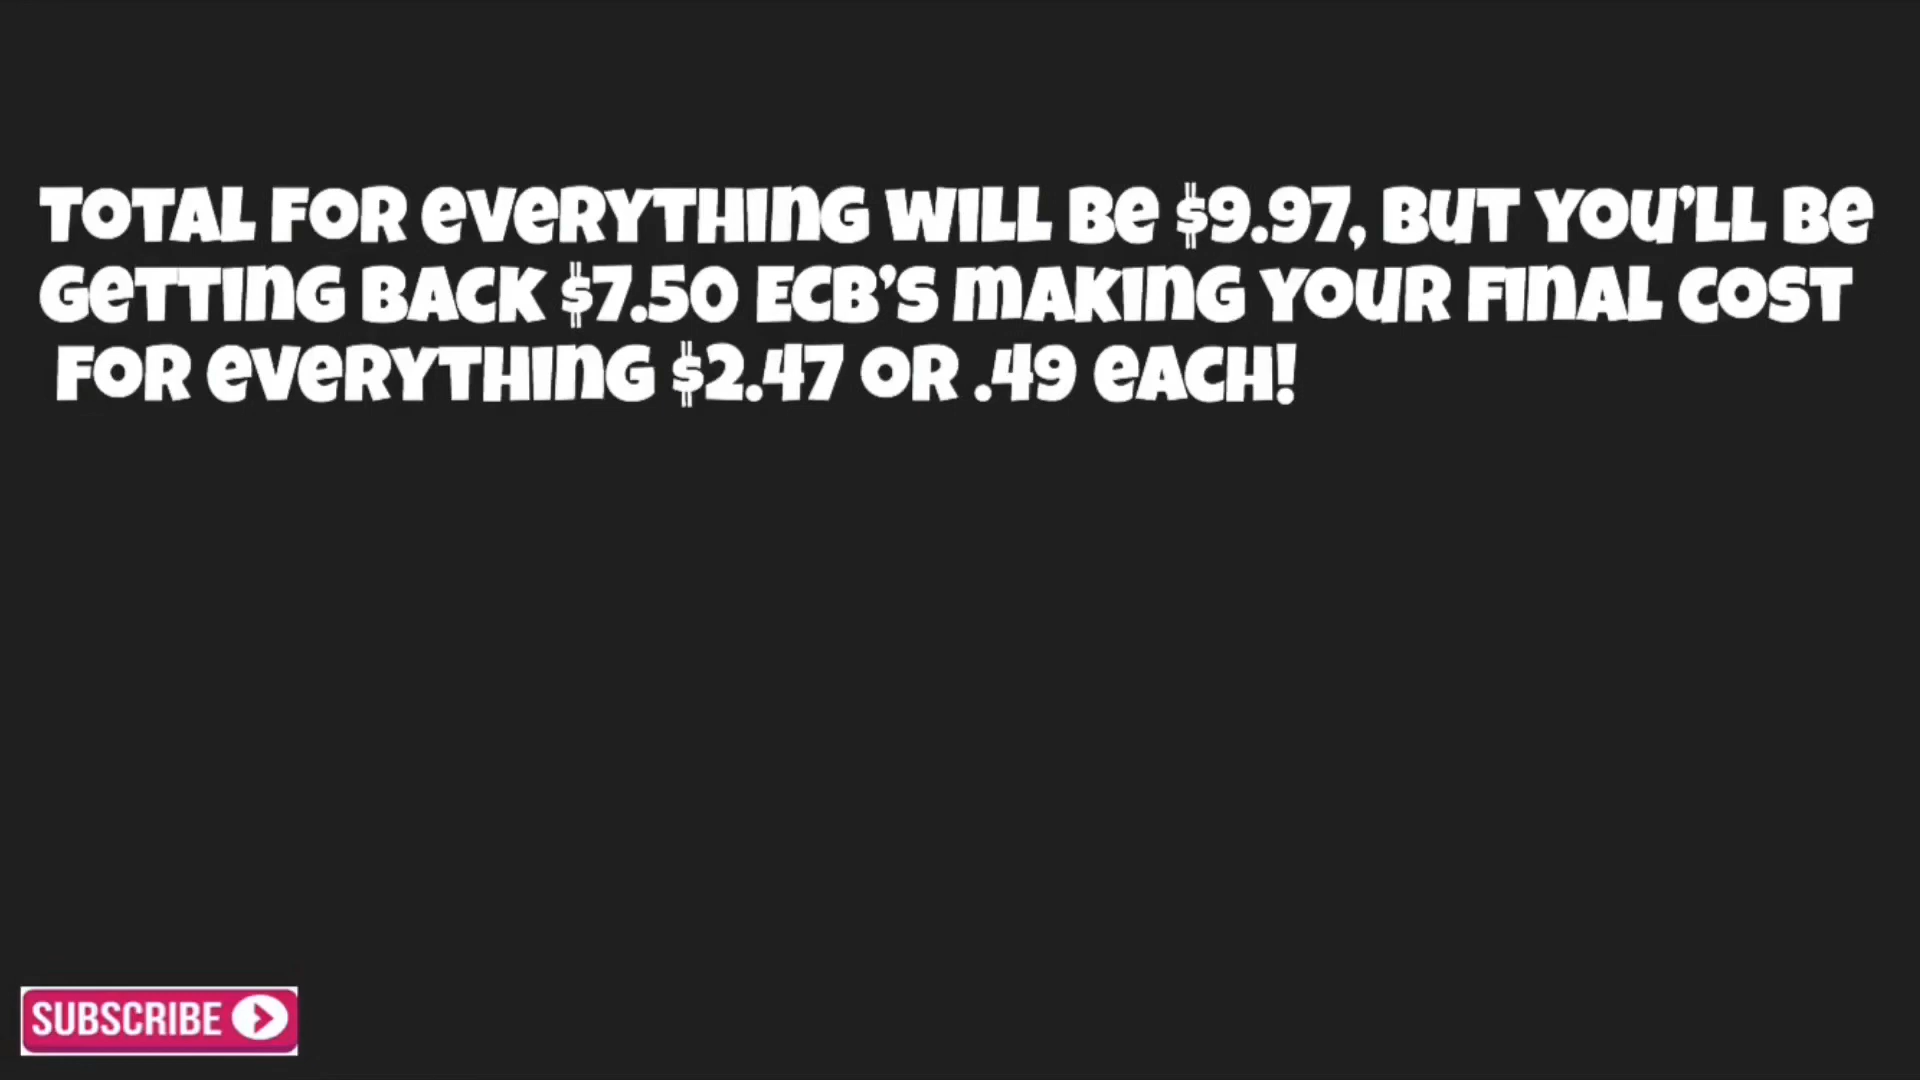 TOTAL FOR EVERYTHING WILL BE $9.97, BUT YOU'LL BE
GETTING BACK $7.50 ECB'S MAKING YOUR FINAL COST
FOR EVERYTHING $2.47 OR .49 EACH!
SUBSCRIBE